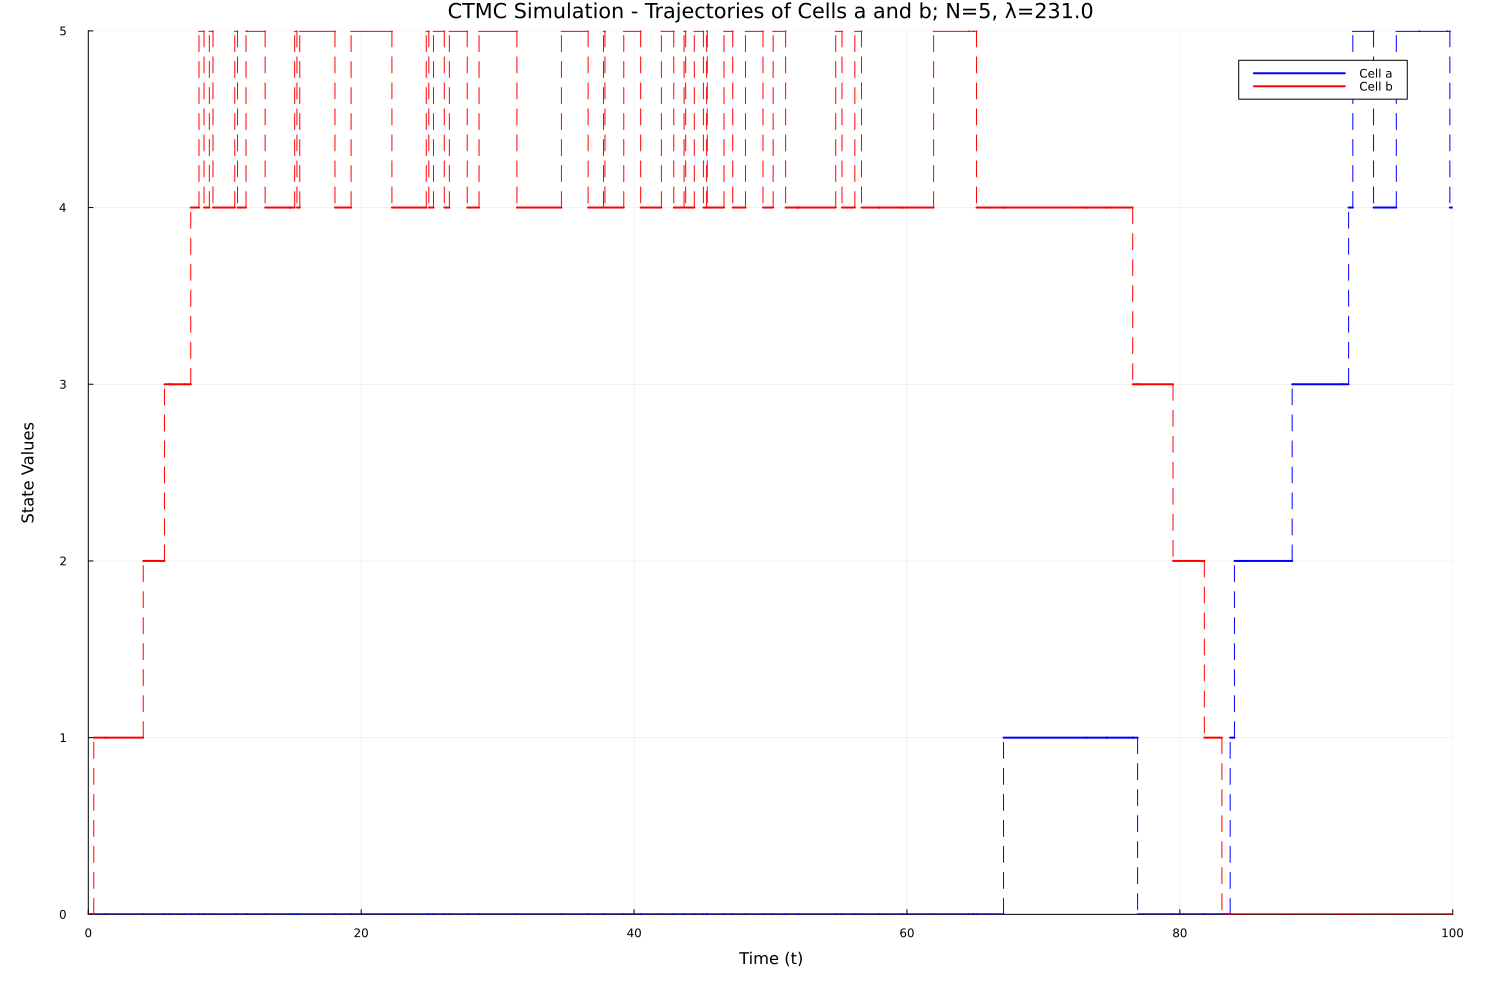 CTMC Simulation - Trajectories of Cells a and b; N=5, λ=231.0
5
Cell a
Cell b
4
3
State Values
2
1
0
0 20 40 60 80 100
Time (t)